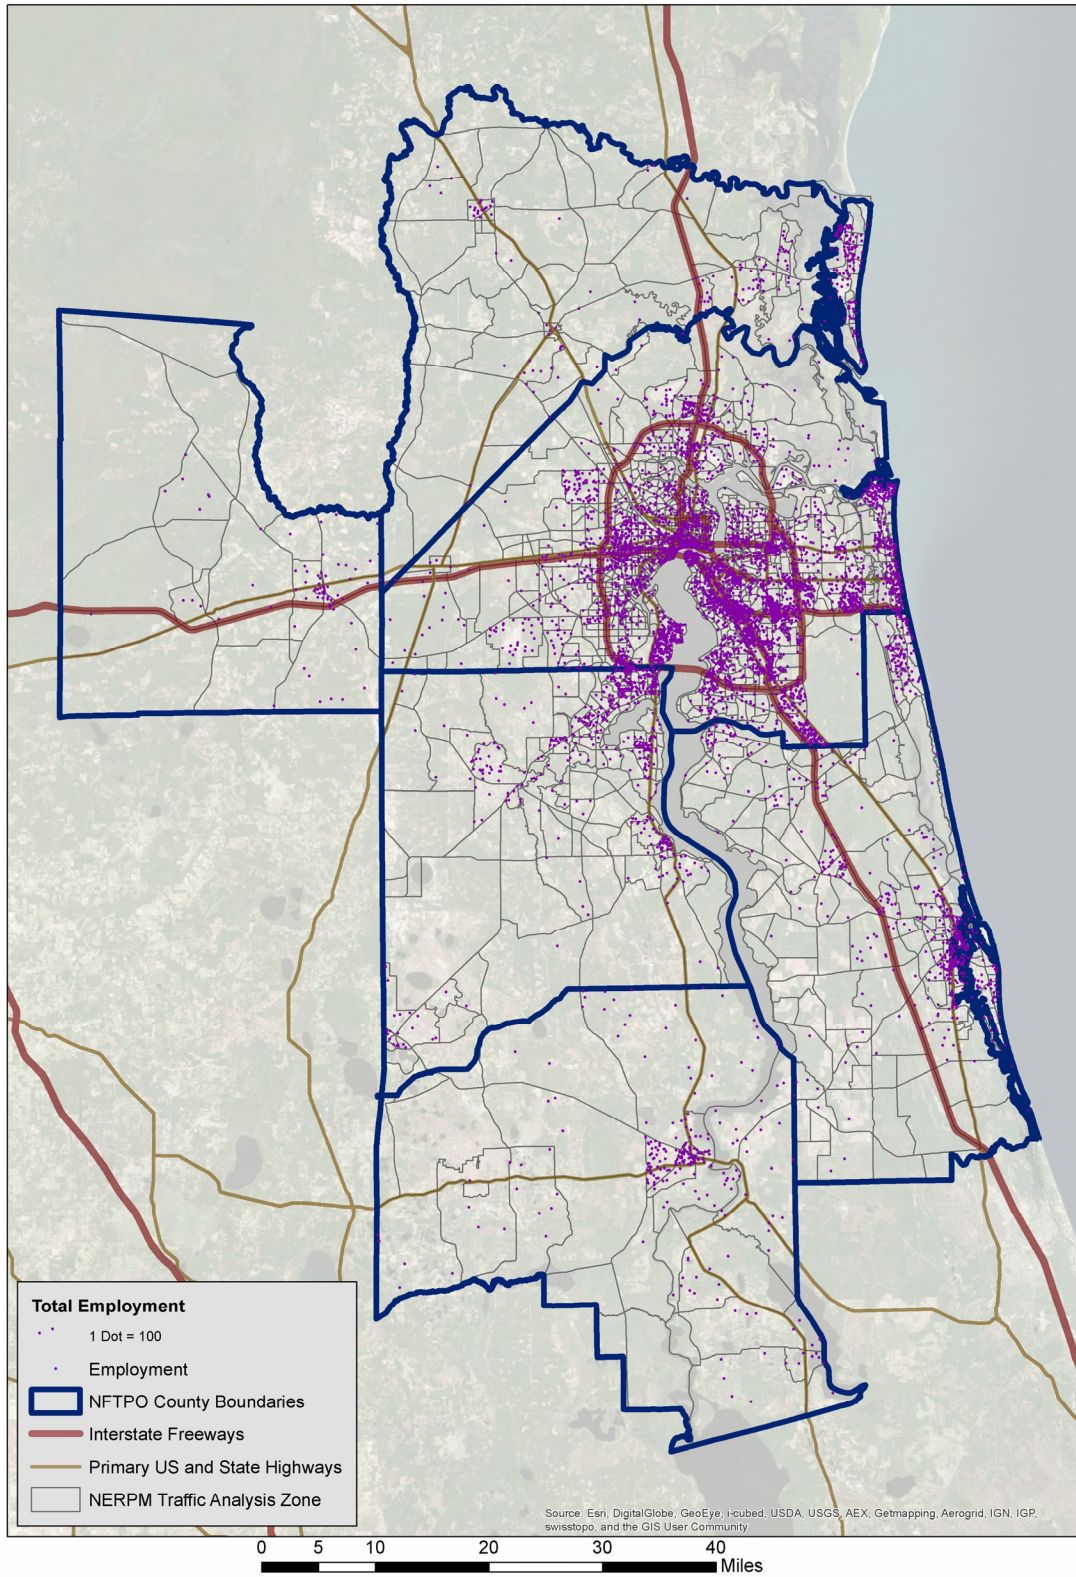 Total Employment
1 Dot = 100
Employment
NFTPO County Boundaries
Interstate Freeways
Primary US and State Highways
NERPM Traffic Analysis Zone
Source: Esri, DigitalGlobe, GeoEye, i-cubed, USDA, USGS, AEX, Getmapping, Aerogrid, IGN, IGP,
swisstopo, and the GIS User Community
0 5 10 20 30 40
Miles